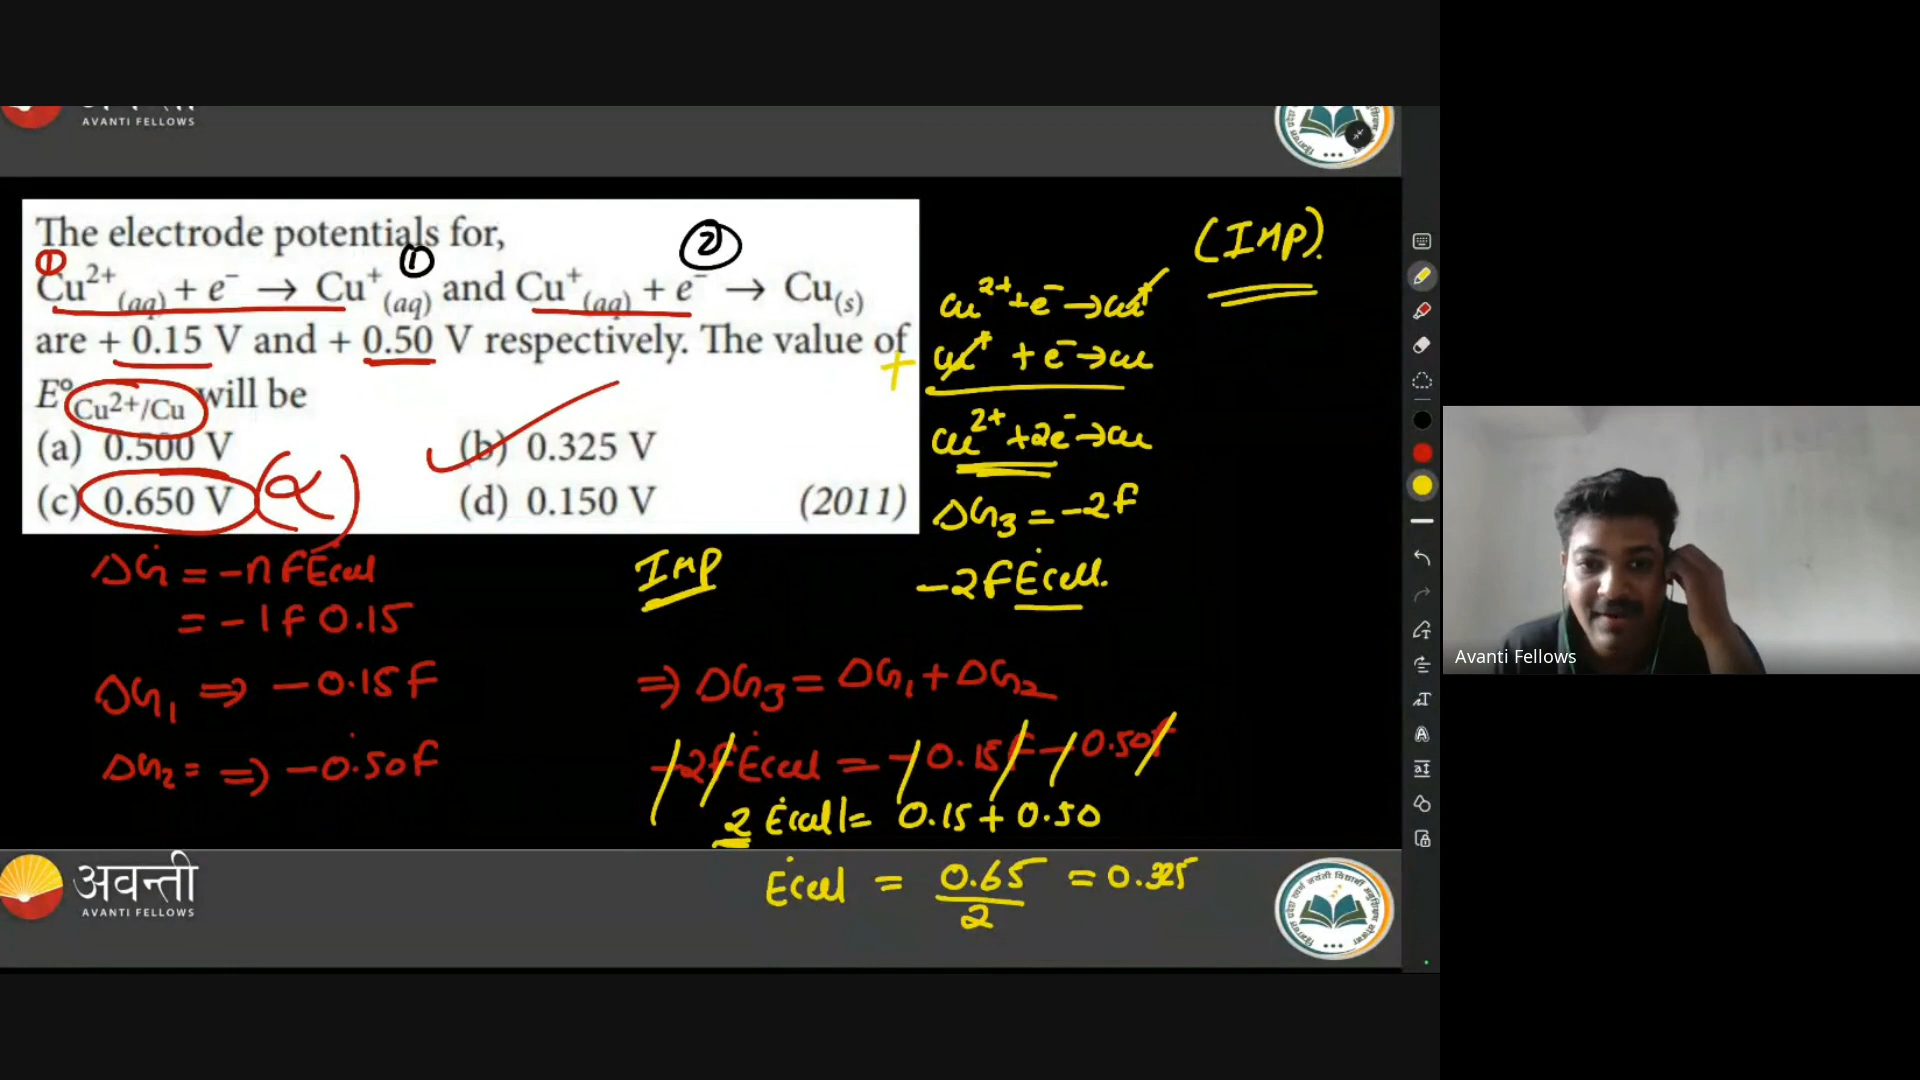 AVANTI FELLOWS
The electrode potentials for,
① ① ②
Cu²⁺(aq) + e⁻ → Cu⁺(aq) and Cu⁺(aq) + e⁻ → Cu(s)
are + 0.15 V and + 0.50 V respectively. The value of
E°Cu²⁺/Cu will be
(a) 0.500 V (b) 0.325 V
(c) 0.650 V (d) 0.150 V (2011)
(IMP).
Cu²⁺ + e⁻ → Cu⁺
+ Cu⁺ + e⁻ → Cu
Cu²⁺ + 2e⁻ → Cu
ΔG₃ = -2F
-2FE°cell.
ΔG° = -nFE°cell
= -1F 0.15
ΔG₁ ⇒ -0.15F
ΔG₂ = ⇒ -0.50F
IMP
⇒ ΔG₃ = ΔG₁ + ΔG₂
-2FE°cell = -0.15F - 0.50F
2 E°cell = 0.15 + 0.50
E°cell = 0.65/2 = 0.325
अवन्ती
AVANTI FELLOWS
Avanti Fellows